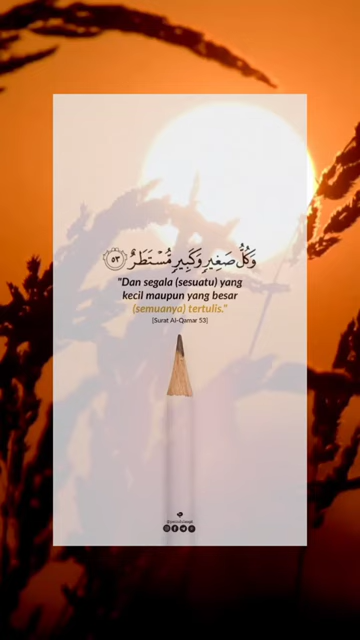 وَكُلُّ صَغِيرٍ وَكَبِيرٍ مُّسْتَطَرٌ ۝٥٣
"Dan segala (sesuatu) yang
kecil maupun yang besar
(semuanya) tertulis."
[Surat Al-Qamar 53]